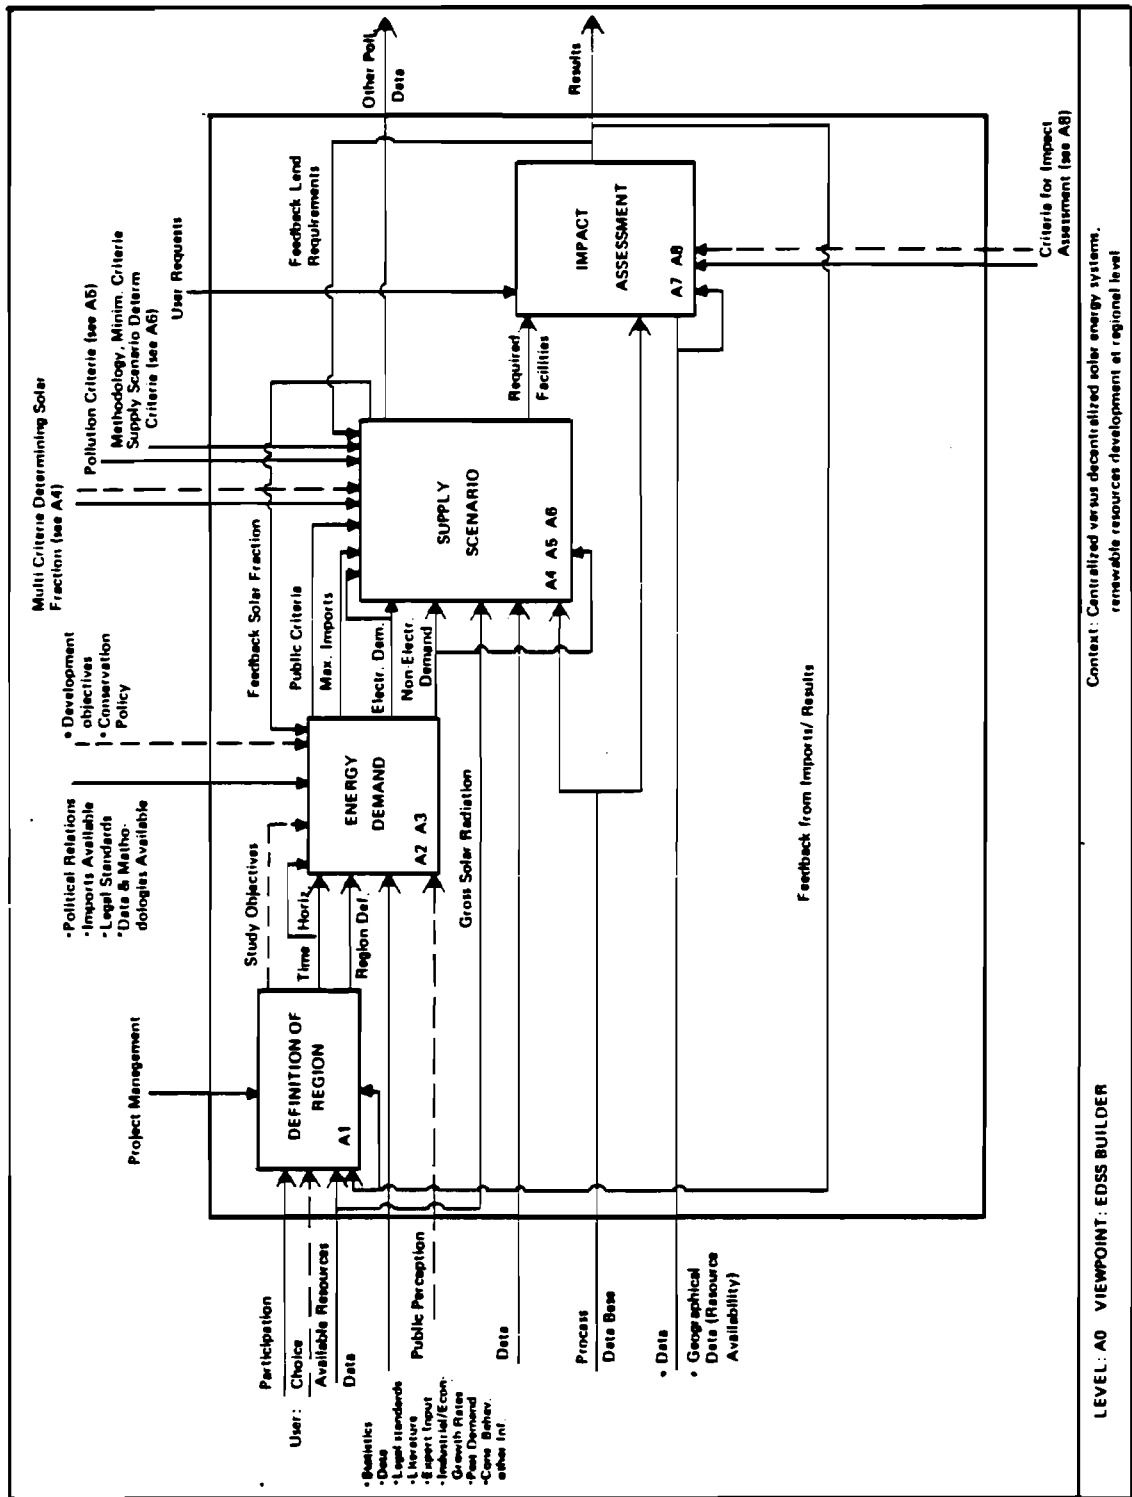 Project Management
• Political Relations
• Imports Available
• Legal Standards
• Data & Metho-
dologies Available
• Development
objectives
• Conservation
Policy
Multi Criteria Determining Solar
Fraction (see A4)
Pollution Criteria (see A5)
Methodology, Minim. Criteria
Supply Scenario Determ
Criteria (see A6)
User Requests
Study Objectives
Feedback Solar Fraction
Feedback Land
Requirements
Other Poll.
Data
Participation
User: Choice
Available Resources
Data
DEFINITION OF
REGION
A1
Time Horiz.
Region Def.
ENERGY
DEMAND
A2 A3
Public Criteria
Max. Imports
Electr. Dem.
Non-Electr.
Demand
SUPPLY
SCENARIO
A4 A5 A6
Required
Facilities
IMPACT
ASSESSMENT
A7 A8
Results
• Statistics
• Data
• Legal standards
• Literature
• Expert Input
• Industrial/Econ.
Growth Rates
• Past Demand
• Cons Behav.
other Inf.
Public Perception
Gross Solar Radiation
Data
Process
Data Base
• Data
• Geographical
Data (Resource
Availability)
Feedback from Imports/ Results
Criteria for Impact
Assessment (see A8)
LEVEL: A0 VIEWPOINT: EDSS BUILDER
Context: Centralized versus decentralized solar energy systems.
renewable resources development at regional level